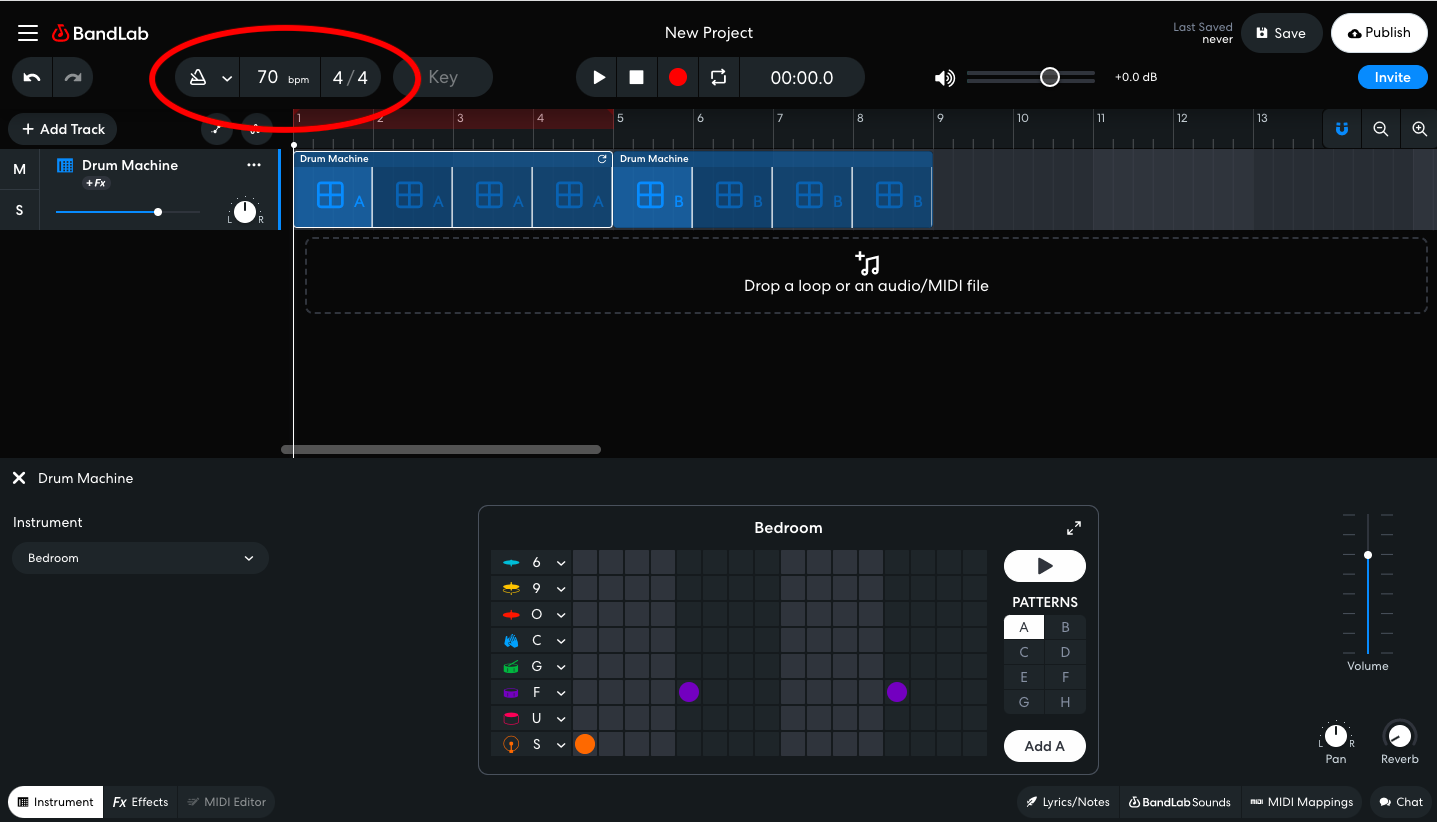 BandLab
New Project
Last Saved
never
Save
Publish
70 bpm
4/4
Key
00:00.0
+0.0 dB
Invite
+ Add Track
1 2 3 4 5 6 7 8 9 10 11 12 13
M
Drum Machine
+Fx
S
L R
Drum Machine
A A A A
Drum Machine
B B B B
Drop a loop or an audio/MIDI file
Drum Machine
Instrument
Bedroom
Bedroom
6
9
O
C
G
F
U
S
PATTERNS
A B
C D
E F
G H
Add A
Volume
L R
Pan
Reverb
Instrument
Fx Effects
MIDI Editor
Lyrics/Notes
BandLab Sounds
MIDI MIDI Mappings
Chat